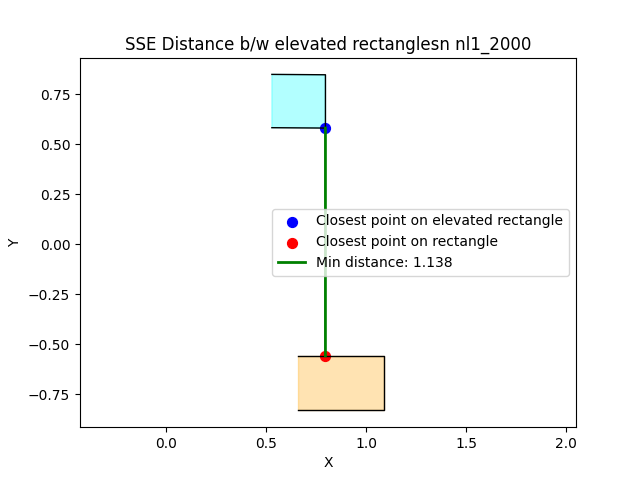 SSE Distance b/w elevated rectanglesn nl1_2000
0.75
0.50
0.25
0.00
−0.25
−0.50
−0.75
Y
Closest point on elevated rectangle
Closest point on rectangle
Min distance: 1.138
0.0 0.5 1.0 1.5 2.0
X